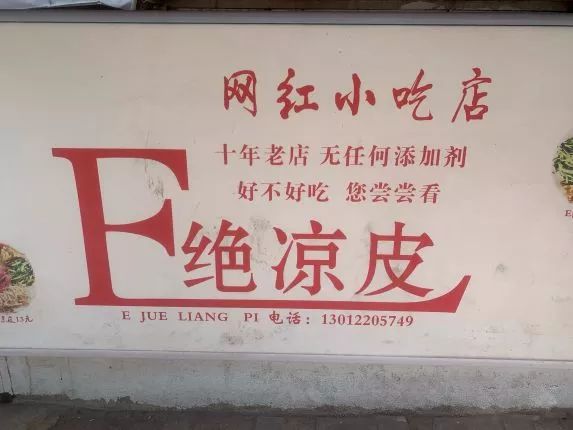 网红小吃店
十年老店 无任何添加剂
好不好吃 您尝尝看
E绝凉皮
E JUE LIANG PI 电话：13012205749